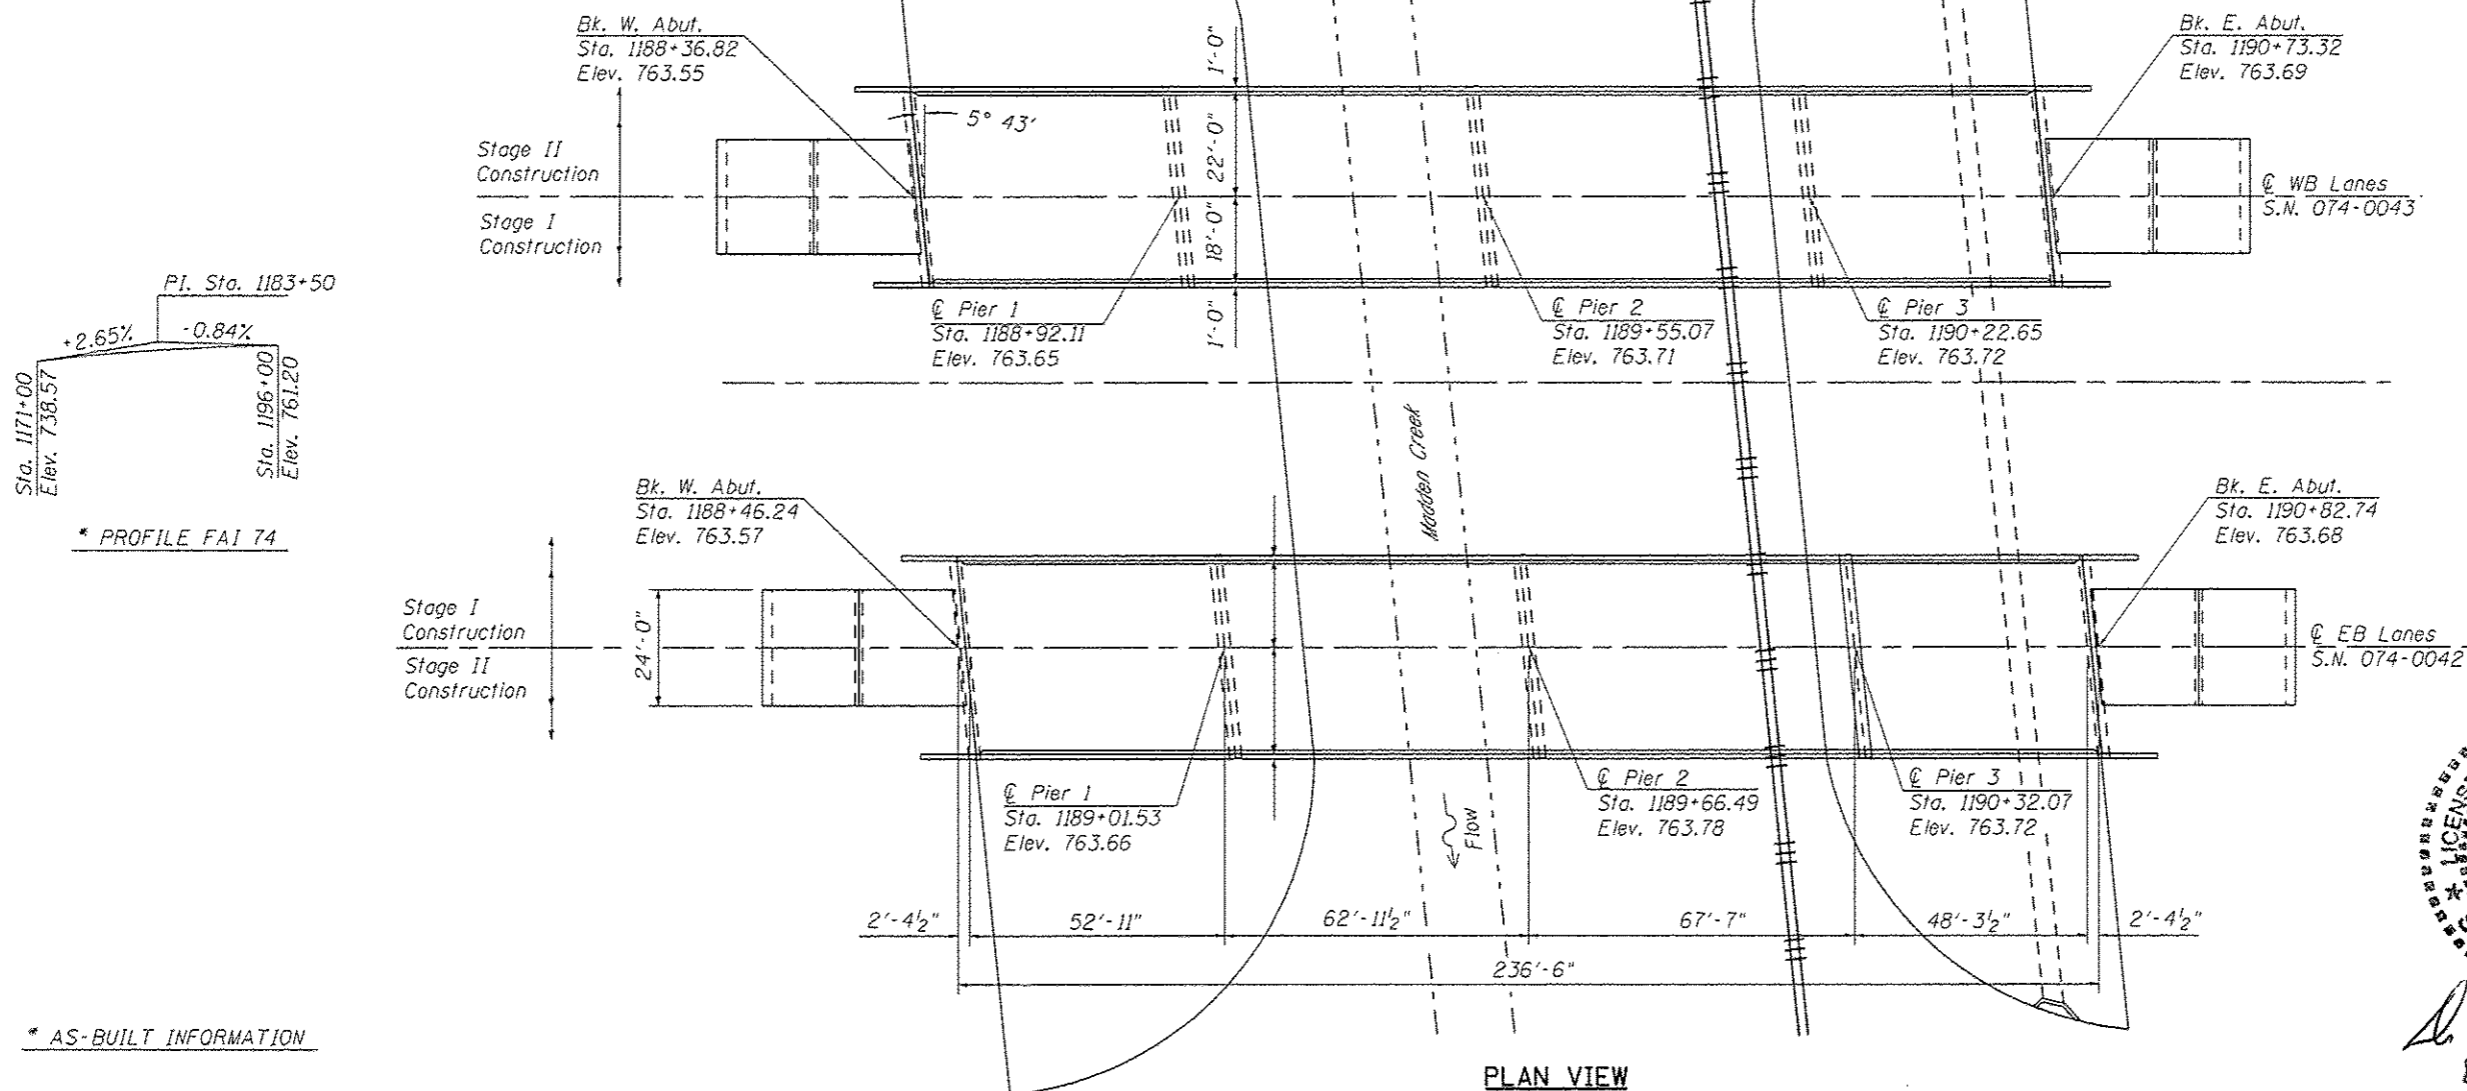 Bk. W. Abut.
Sta. 1188+36.82
Elev. 763.55
1'-0"
Bk. E. Abut.
Sta. 1190+73.32
Elev. 763.69
5° 43'
22'-0"
Stage II
Construction
Stage I
Construction
18'-0"
℄ WB Lanes
S.N. 074-0043
1'-0"
℄ Pier 1
Sta. 1188+92.11
Elev. 763.65
℄ Pier 2
Sta. 1189+55.07
Elev. 763.71
℄ Pier 3
Sta. 1190+22.65
Elev. 763.72
PI. Sta. 1183+50
+2.65%
-0.84%
Sta. 1171+00
Elev. 738.57
Sta. 1196+00
Elev. 761.20
* PROFILE FAI 74
Madden Creek
Bk. W. Abut.
Sta. 1188+46.24
Elev. 763.57
Bk. E. Abut.
Sta. 1190+82.74
Elev. 763.68
Stage I
Construction
Stage II
Construction
24'-0"
℄ EB Lanes
S.N. 074-0042
℄ Pier 1
Sta. 1189+01.53
Elev. 763.66
℄ Pier 2
Sta. 1189+66.49
Elev. 763.78
℄ Pier 3
Sta. 1190+32.07
Elev. 763.72
Flow
2'-4½"
52'-11"
62'-11½"
67'-7"
48'-3½"
2'-4½"
236'-6"
* AS-BUILT INFORMATION
PLAN VIEW